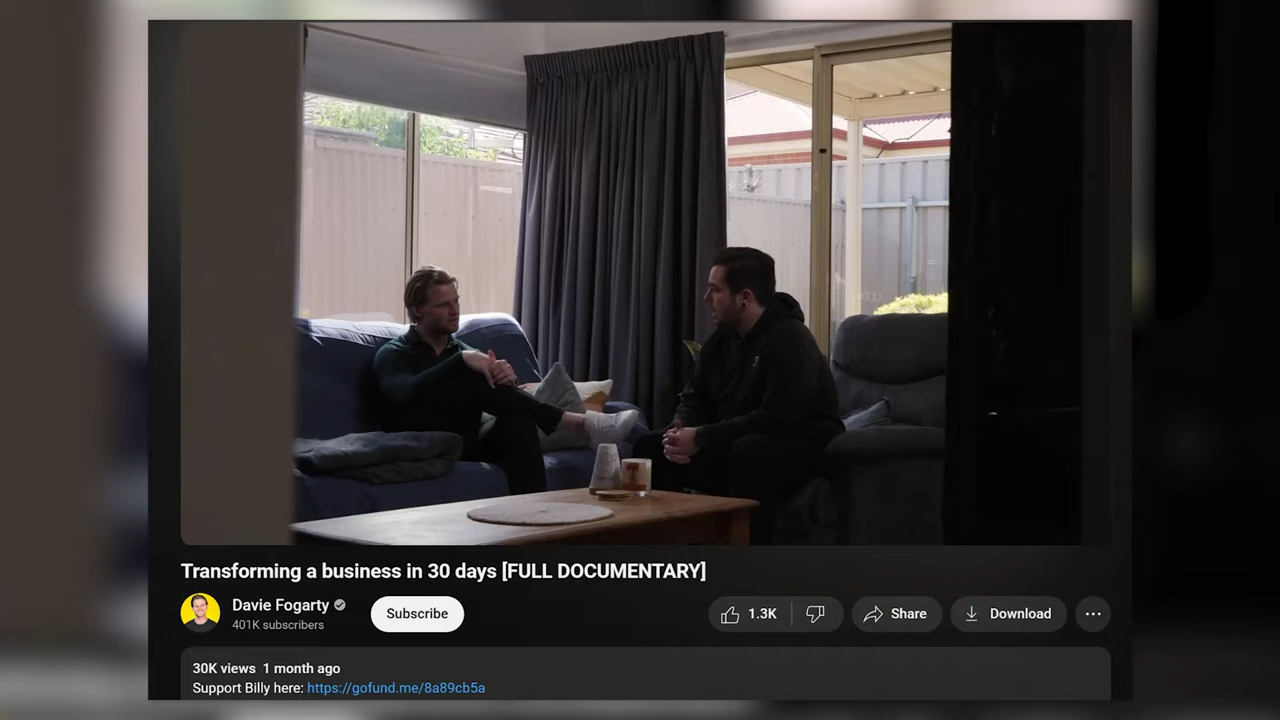 Transforming a business in 30 days [FULL DOCUMENTARY]
Davie Fogarty
401K subscribers
Subscribe
1.3K
Share
Download
30K views 1 month ago
Support Billy here: https://gofund.me/8a89cb5a